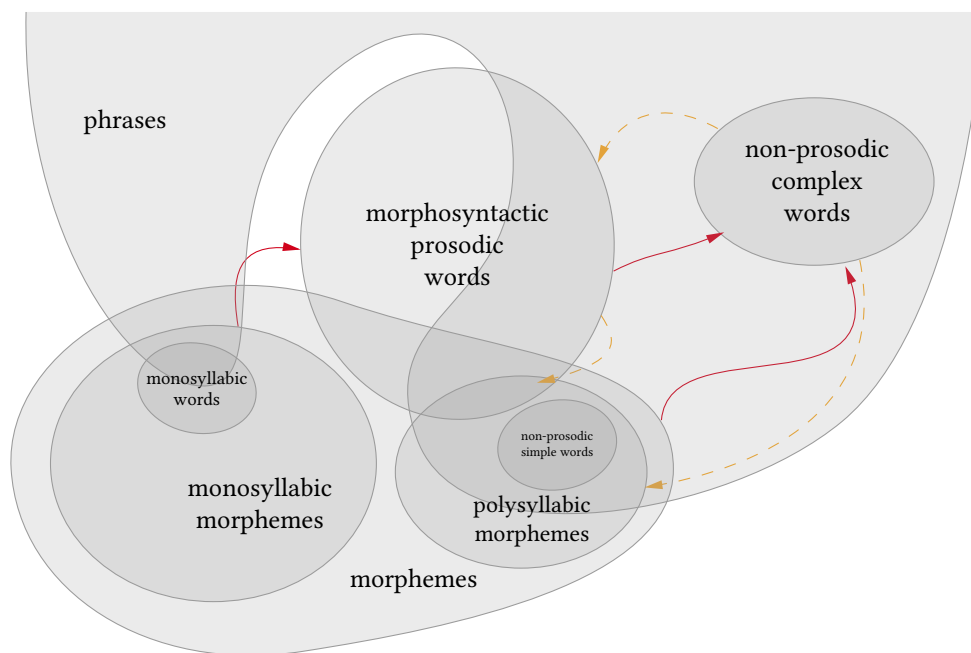 phrases
non-prosodic
complex
words
morphosyntactic
prosodic
words
monosyllabic
words
non-prosodic
simple words
monosyllabic
morphemes
polysyllabic
morphemes
morphemes